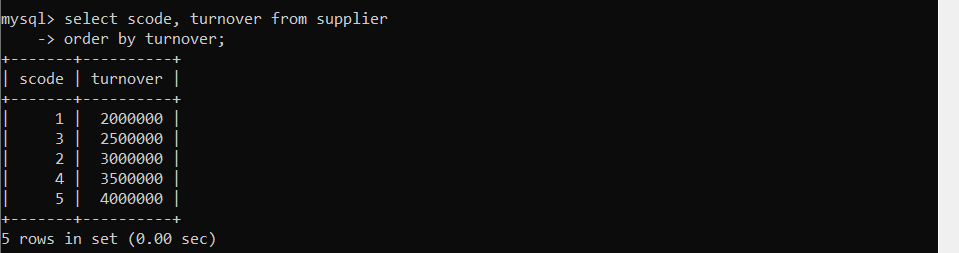 mysql> select scode, turnover from supplier
    -> order by turnover;
+-------+----------+
| scode | turnover |
+-------+----------+
|     1 |  2000000 |
|     3 |  2500000 |
|     2 |  3000000 |
|     4 |  3500000 |
|     5 |  4000000 |
+-------+----------+
5 rows in set (0.00 sec)